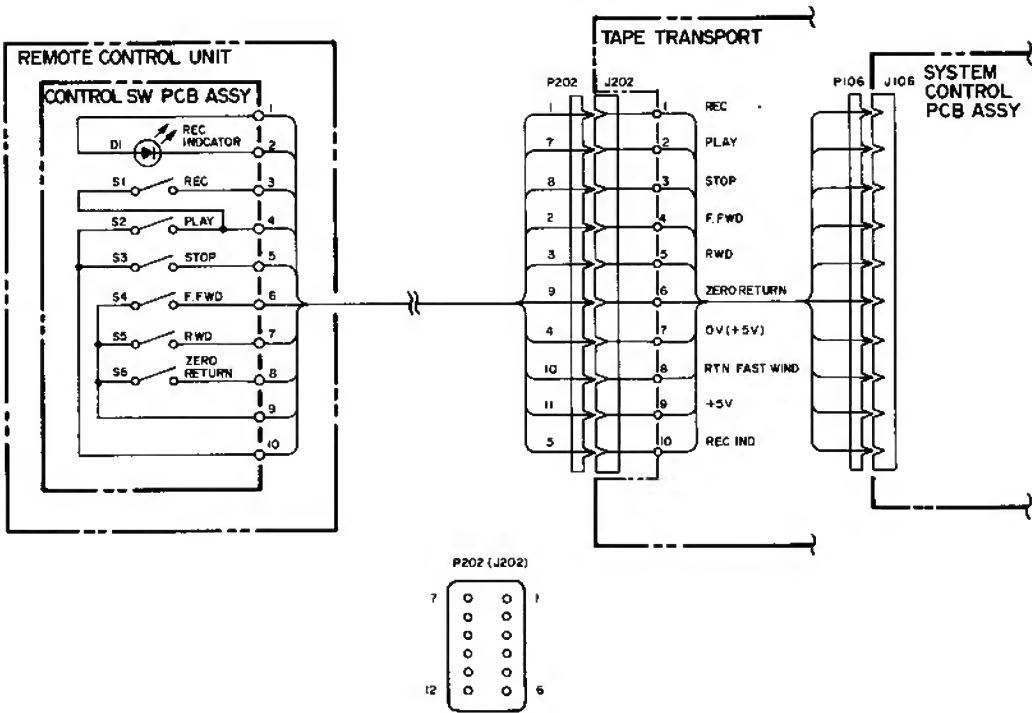 REMOTE CONTROL UNIT
CONTROL SW PCB ASSY
1
REC
INDCATOR
D1
2
S1
REC
3
S2
PLAY
4
S3
STOP
5
S4
F.FWD
6
S5
RWD
7
S6
ZERO
RETURN
8
9
10
TAPE TRANSPORT
P202
J202
1
1
REC
7
2
PLAY
8
3
STOP
2
4
F.FWD
3
5
RWD
9
6
ZERO RETURN
4
7
0V(+5V)
10
8
RTN FAST WIND
11
9
+5V
5
10
REC IND
P106
J106
SYSTEM
CONTROL
PCB ASSY
P202 (J202)
7
1
12
6